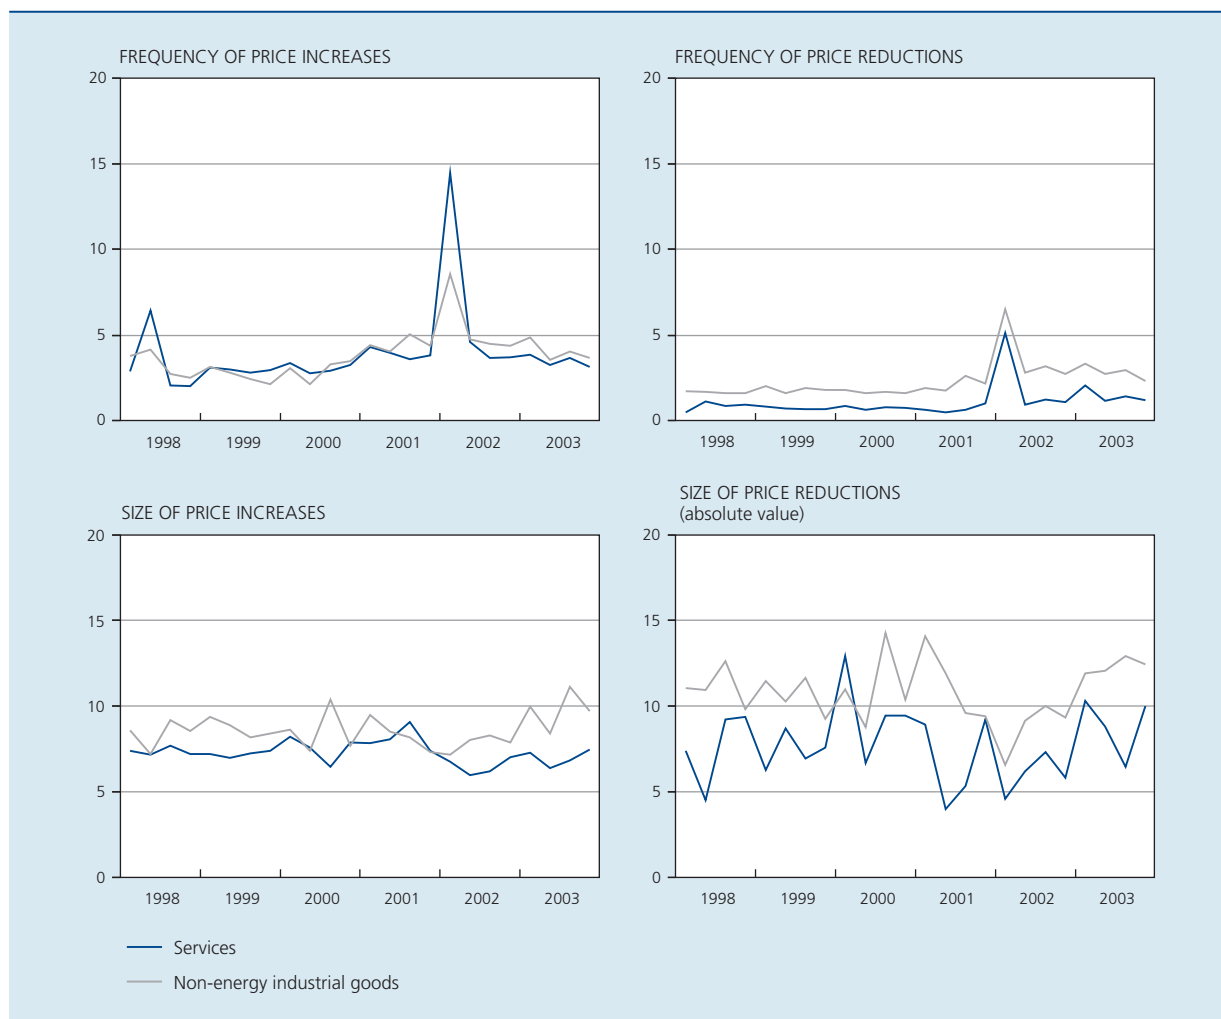 FREQUENCY OF PRICE INCREASES
20
15
10
5
0
1998 1999 2000 2001 2002 2003
FREQUENCY OF PRICE REDUCTIONS
20
15
10
5
0
1998 1999 2000 2001 2002 2003
SIZE OF PRICE INCREASES
20
15
10
5
0
1998 1999 2000 2001 2002 2003
SIZE OF PRICE REDUCTIONS
(absolute value)
20
15
10
5
0
1998 1999 2000 2001 2002 2003
Services
Non-energy industrial goods